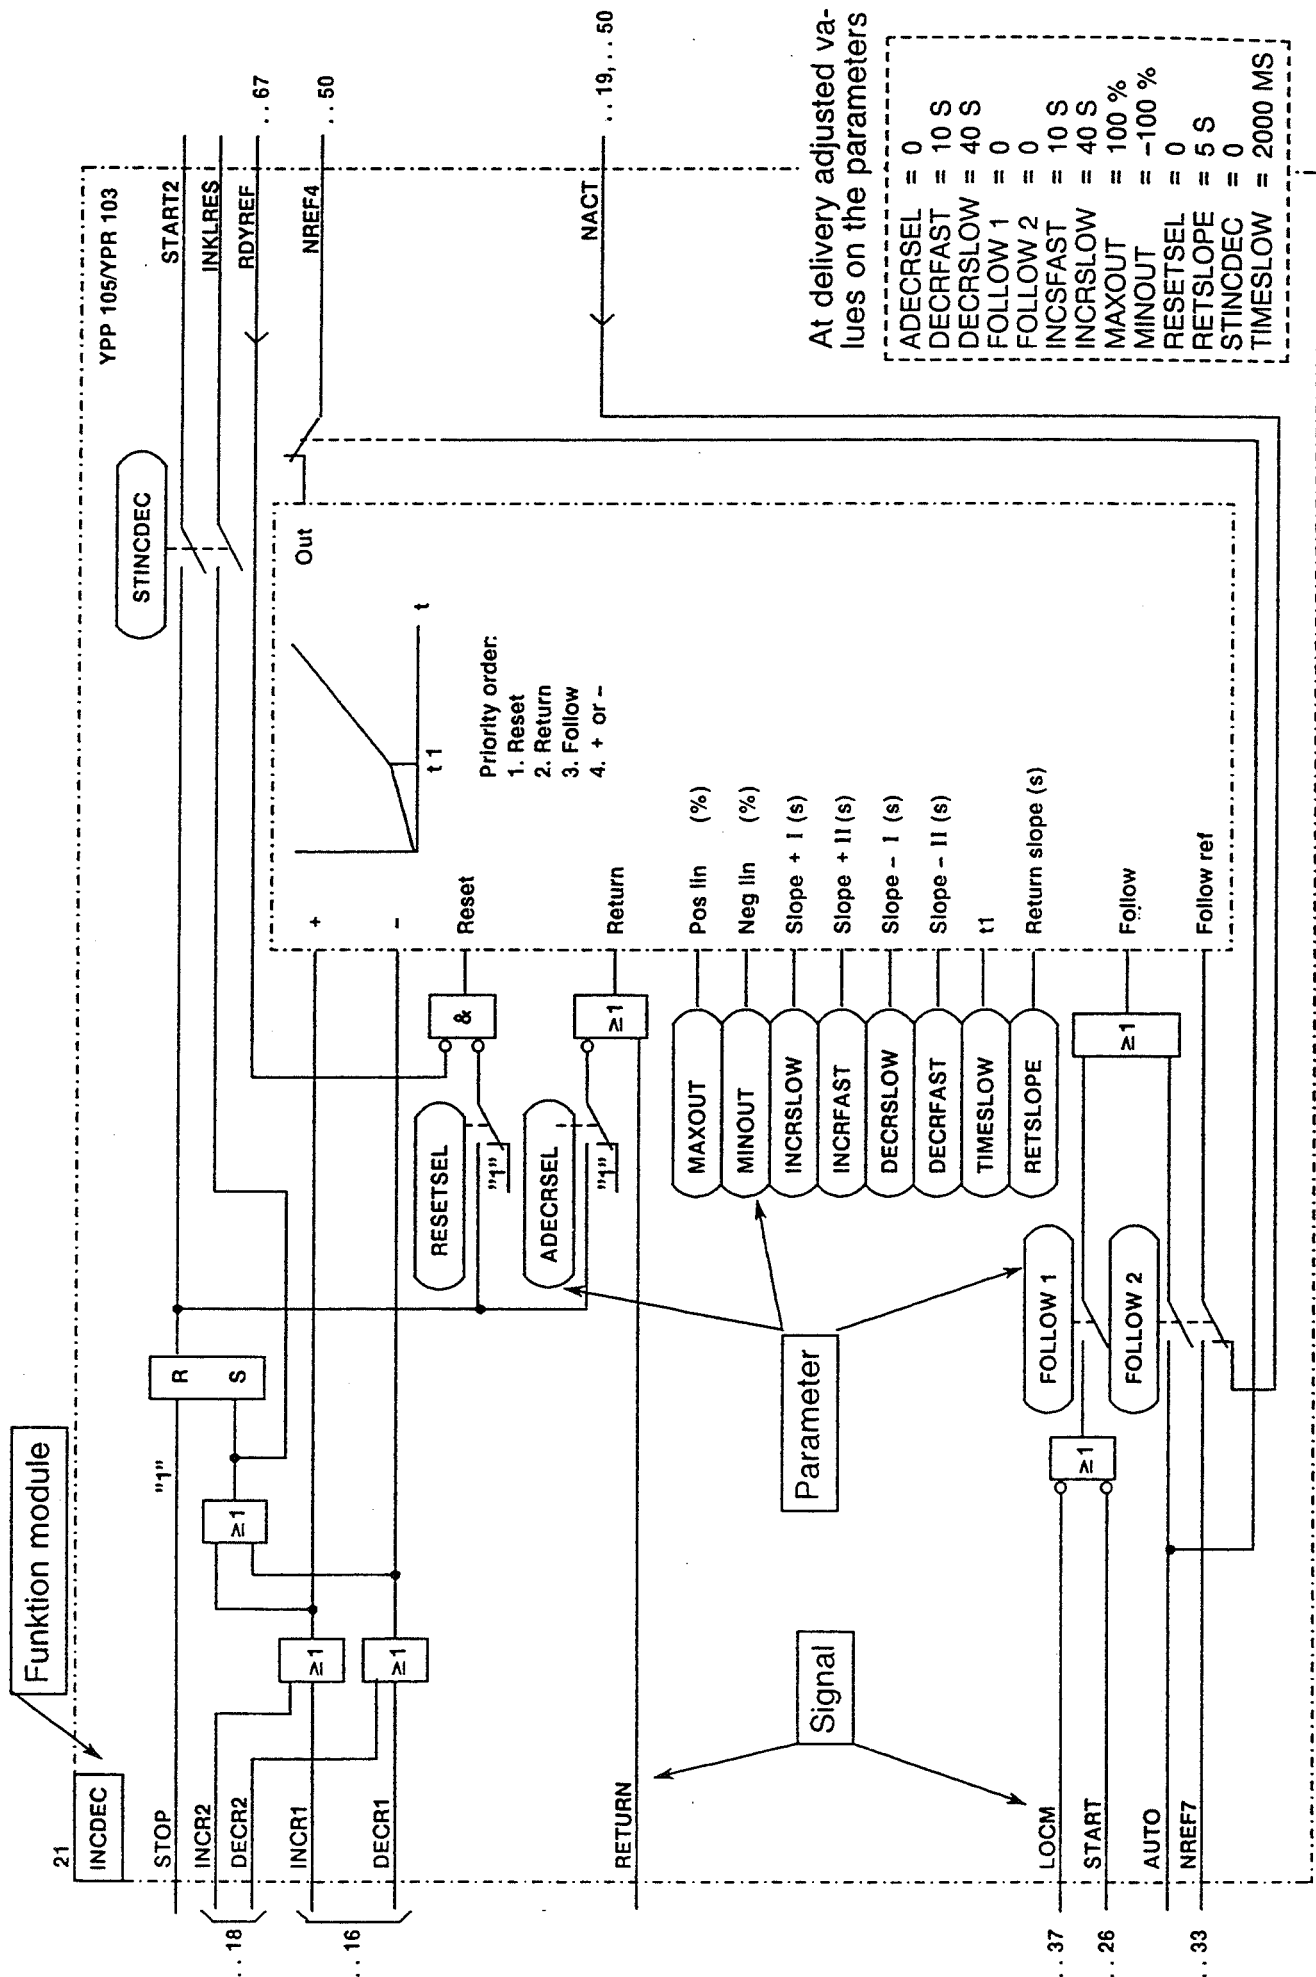 Funktion module
21
INCDEC
YPP 105/YPR 103
STOP
INCR2
DECR2
INCR1
DECR1
RETURN
LOCM
START
AUTO
NREF7
. . 18
. . 16
. . 37
. . 26
. . 33
"1"
R
S
≥1
≥1
≥1
STINCDEC
START2
INKLRES
RDYREF
NREF4
NACT
. . 67
. . 50
. . 19, . . 50
RESETSEL
"1"
&
ADECRSEL
"1"
≥1
+
-
Reset
Return
Out
t
t 1
Priority order:
1. Reset
2. Return
3. Follow
4. + or -
MAXOUT
MINOUT
INCRSLOW
INCRFAST
DECRSLOW
DECRFAST
TIMESLOW
RETSLOPE
Pos lin (%)
Neg lin (%)
Slope + I (s)
Slope + II (s)
Slope - I (s)
Slope - II (s)
t1
Return slope (s)
Follow
Follow ref
Parameter
Signal
FOLLOW 1
FOLLOW 2
≥1
≥1
At delivery adjusted va-
lues on the parameters
ADECRSEL = 0
DECRFAST = 10 S
DECRSLOW = 40 S
FOLLOW 1 = 0
FOLLOW 2 = 0
INCSFAST = 10 S
INCRSLOW = 40 S
MAXOUT = 100 %
MINOUT = -100 %
RESETSEL = 0
RETSLOPE = 5 S
STINCDEC = 0
TIMESLOW = 2000 MS